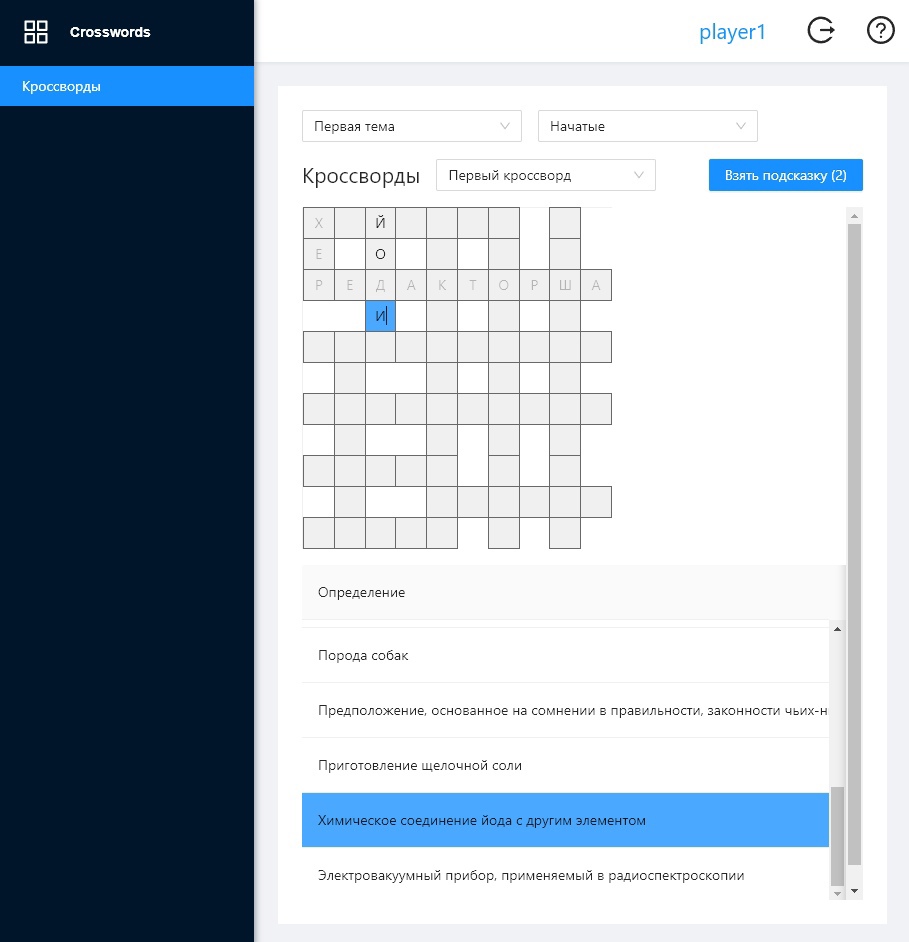 Crosswords
player1
Кроссворды
Первая тема
Начатые
Кроссворды
Первый кроссворд
Взять подсказку (2)
Х Й
Е О
Р Е Д А К Т О Р Ш А
И
Определение
Порода собак
Предположение, основанное на сомнении в правильности, законности чьих-н
Приготовление щелочной соли
Химическое соединение йода с другим элементом
Электровакуумный прибор, применяемый в радиоспектроскопии